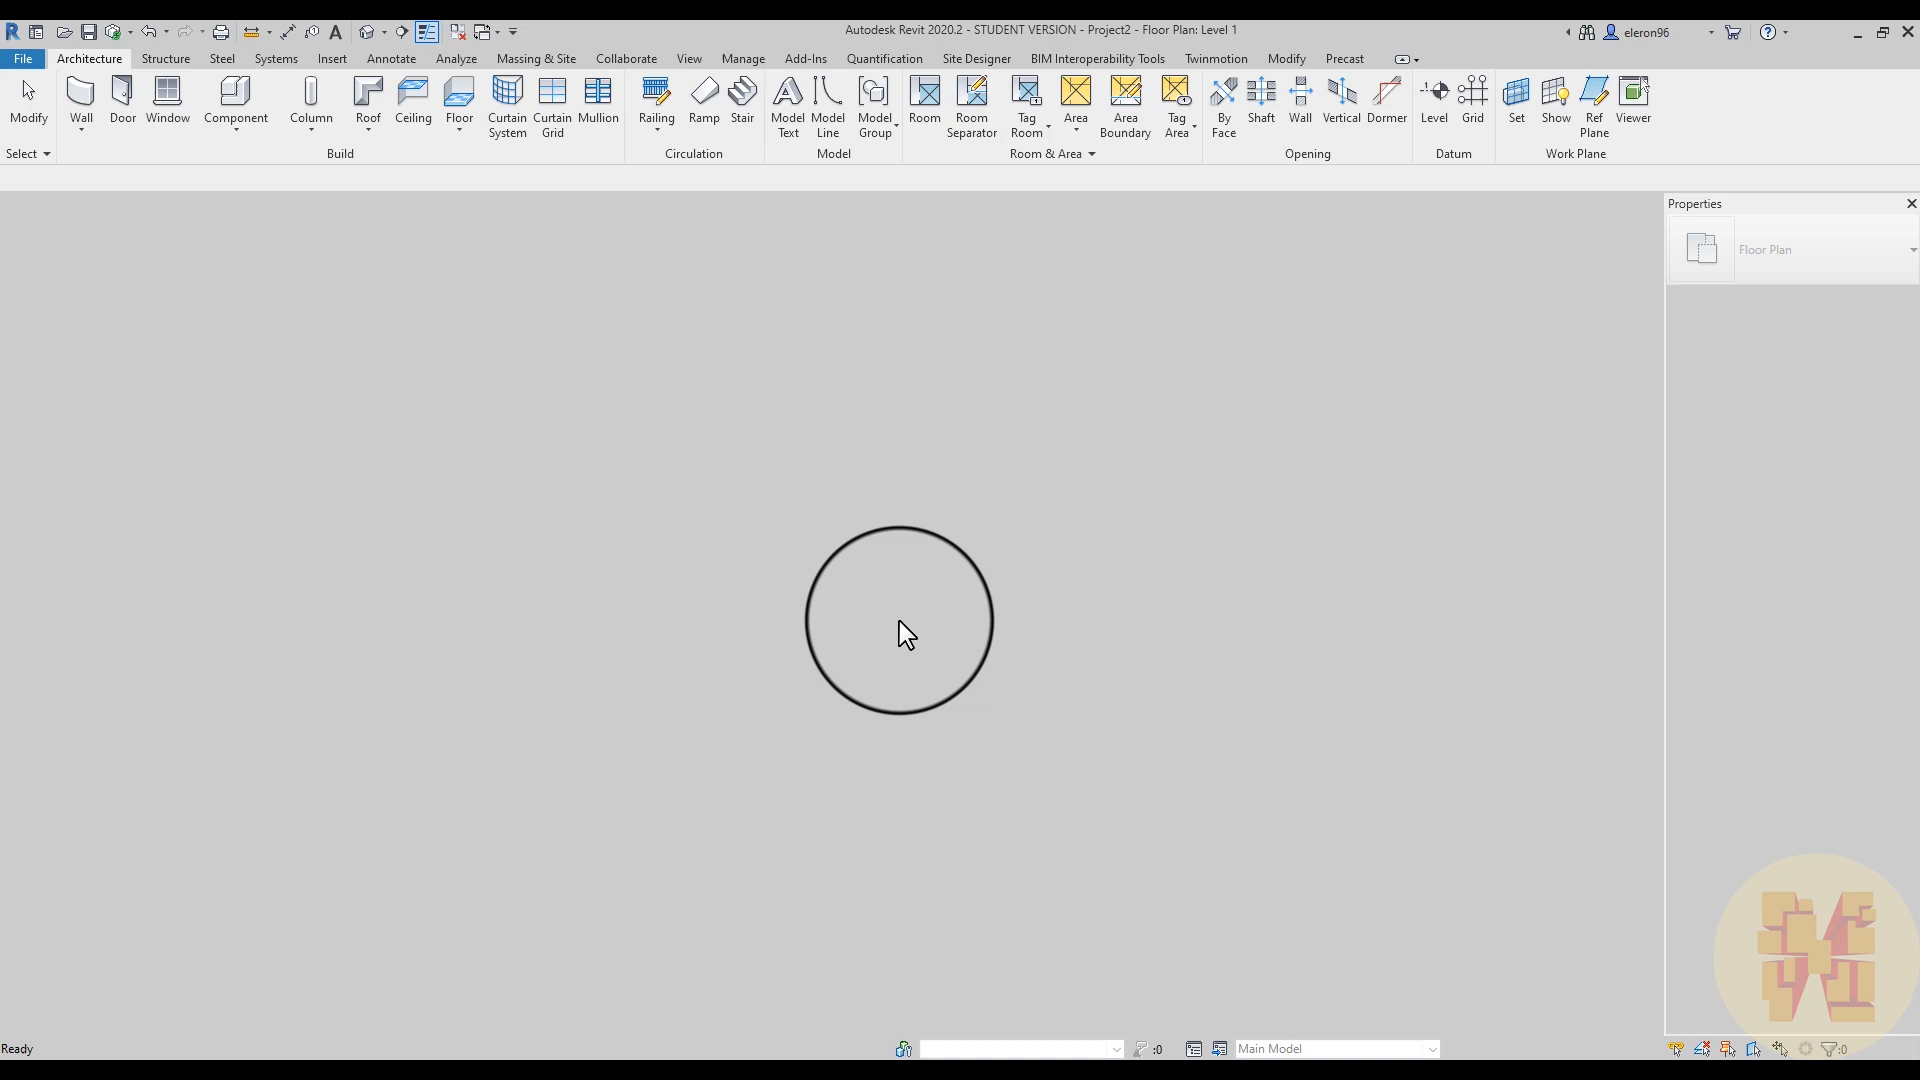 Autodesk Revit 2020.2 - STUDENT VERSION - Project2 - Floor Plan: Level 1
eleron96
File Architecture Structure Steel Systems Insert Annotate Analyze Massing & Site Collaborate View Manage Add-Ins Quantification Site Designer BIM Interoperability Tools Twinmotion Modify Precast
Modify Wall Door Window Component Column Roof Ceiling Floor Curtain System Curtain Grid Mullion Railing Ramp Stair Model Text Model Line Model Group Room Room Separator Tag Room Area Area Boundary Tag Area By Face Shaft Wall Vertical Dormer Level Grid Set Show Ref Plane Viewer
Select Build Circulation Model Room & Area Opening Datum Work Plane
Properties
Floor Plan
Ready :0 Main Model :0